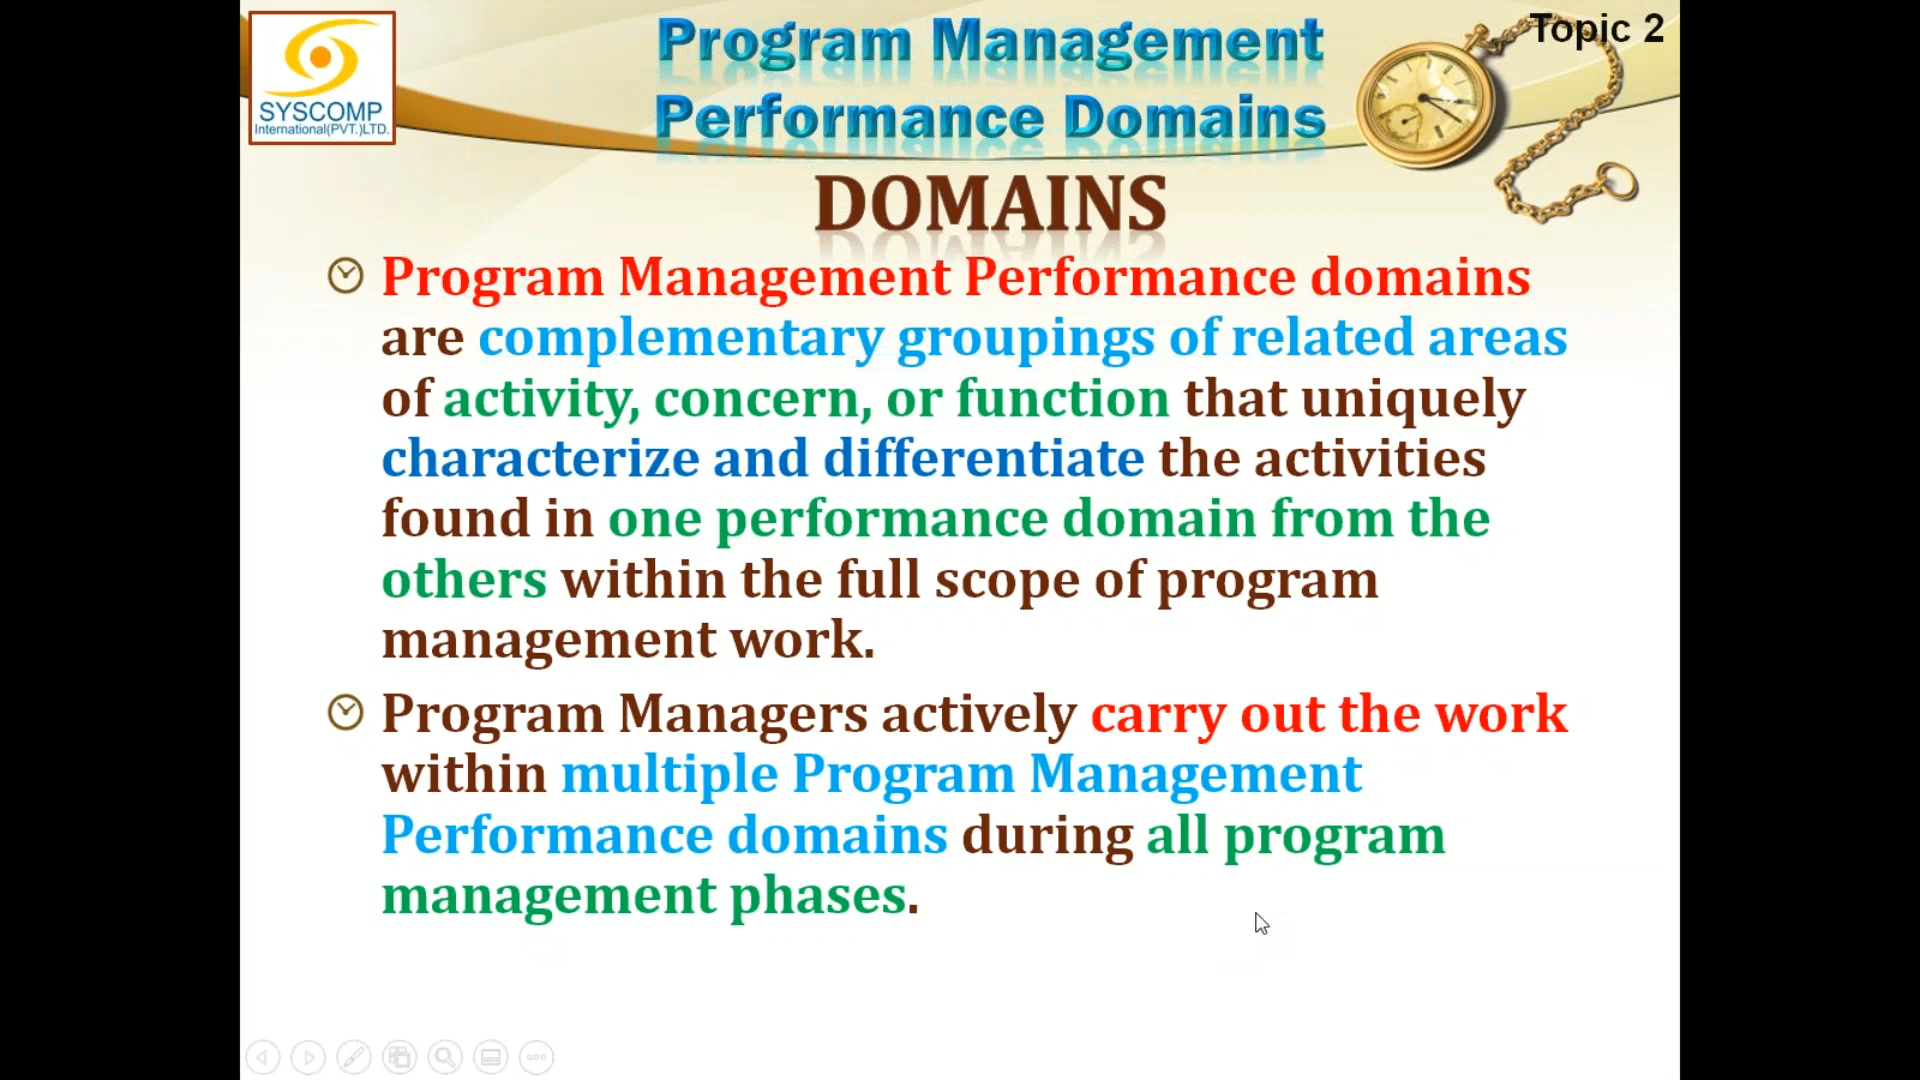 SYSCOMP
International(PVT.)LTD.
Program Management
Performance Domains
Topic 2
DOMAINS
Program Management Performance domains
are complementary groupings of related areas
of activity, concern, or function that uniquely
characterize and differentiate the activities
found in one performance domain from the
others within the full scope of program
management work.
Program Managers actively carry out the work
within multiple Program Management
Performance domains during all program
management phases.